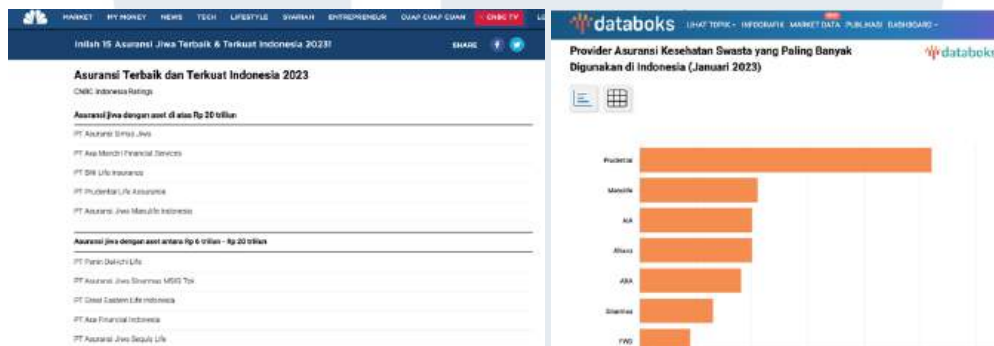 MARKET MY MONEY NEWS TECH LIFESTYLE SYARIAH ENTREPRENEUR CUAP CUAP CUAN CNBC TV
Inilah 15 Asuransi Jiwa Terbaik & Terkuat Indonesia 2023!
SHARE
Asuransi Terbaik dan Terkuat Indonesia 2023
CNBC Indonesia Ratings
Asuransi jiwa dengan aset di atas Rp 20 triliun
PT Asuransi Simas Jiwa
PT Axa Mandiri Financial Services
PT BNI Life Insurance
PT Prudential Life Assurance
PT Asuransi Jiwa Manulife Indonesia
Asuransi jiwa dengan aset antara Rp 6 triliun - Rp 20 triliun
PT Panin Dai-ichi Life
PT Asuransi Jiwa Sinarmas MSIG Tbk
PT Great Eastern Life Indonesia
PT Axa Financial Indonesia
PT Asuransi Jiwa Sequis Life
databoks LIHAT TOPIK INFOGRAFIK MARKET DATA PUBLIKASI DASHBOARD
Provider Asuransi Kesehatan Swasta yang Paling Banyak
Digunakan di Indonesia (Januari 2023)
databoks
Prudential
Manulife
AIA
Allianz
AXA
Sinarmas
FWD